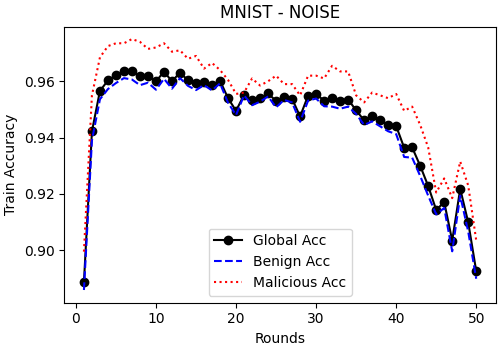 MNIST - NOISE
Train Accuracy
0.96
0.94
0.92
0.90
Global Acc
Benign Acc
Malicious Acc
0
10
20
30
40
50
Rounds